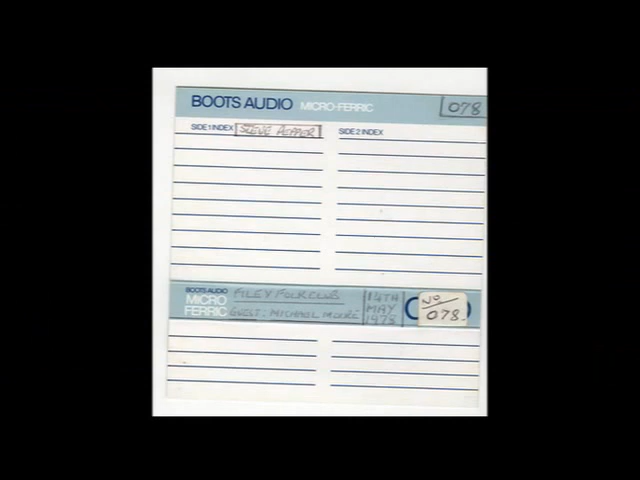 BOOTS AUDIO MICRO-FERRIC 078
SIDE 1 INDEX STEVE PEPPER SIDE 2 INDEX
BOOTS AUDIO
MICRO
FERRIC
FILEY FOLK CLUB
GUEST: MICHAEL MOORE
14TH
MAY
1978
NO/
078.